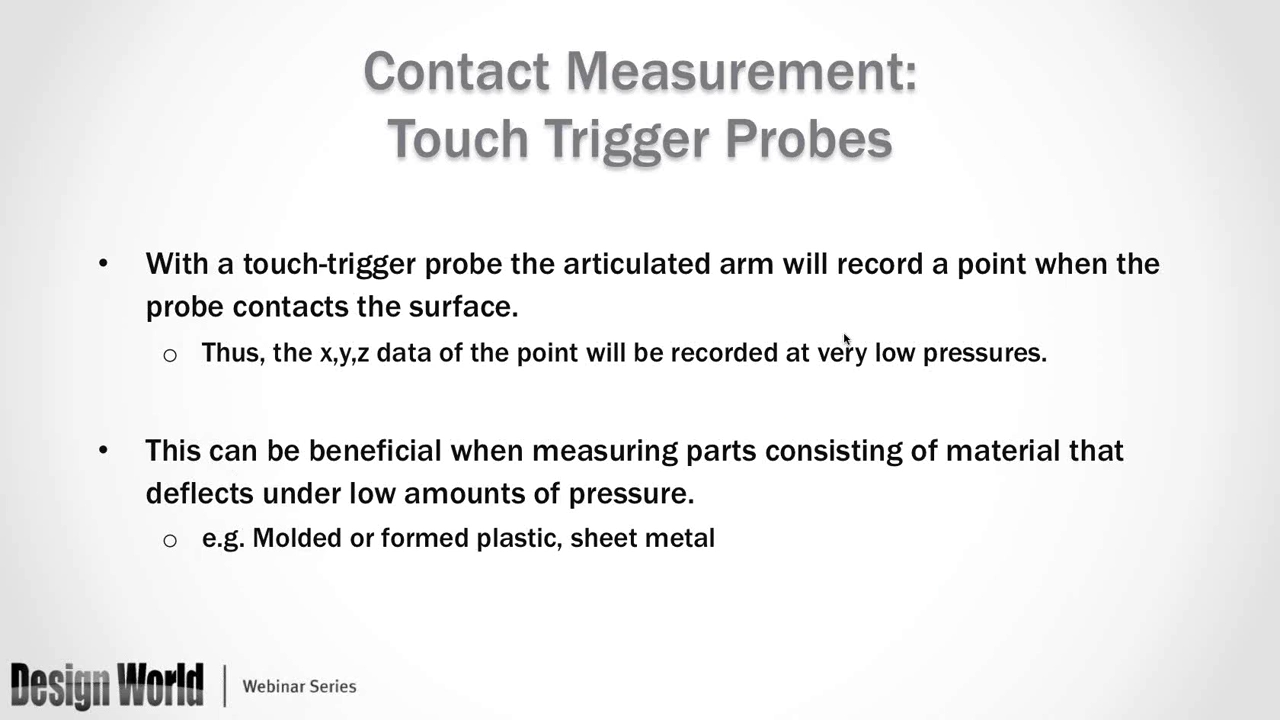 Contact Measurement:
Touch Trigger Probes
• With a touch-trigger probe the articulated arm will record a point when the
probe contacts the surface.
o Thus, the x,y,z data of the point will be recorded at very low pressures.
• This can be beneficial when measuring parts consisting of material that
deflects under low amounts of pressure.
o e.g. Molded or formed plastic, sheet metal
Design World | Webinar Series